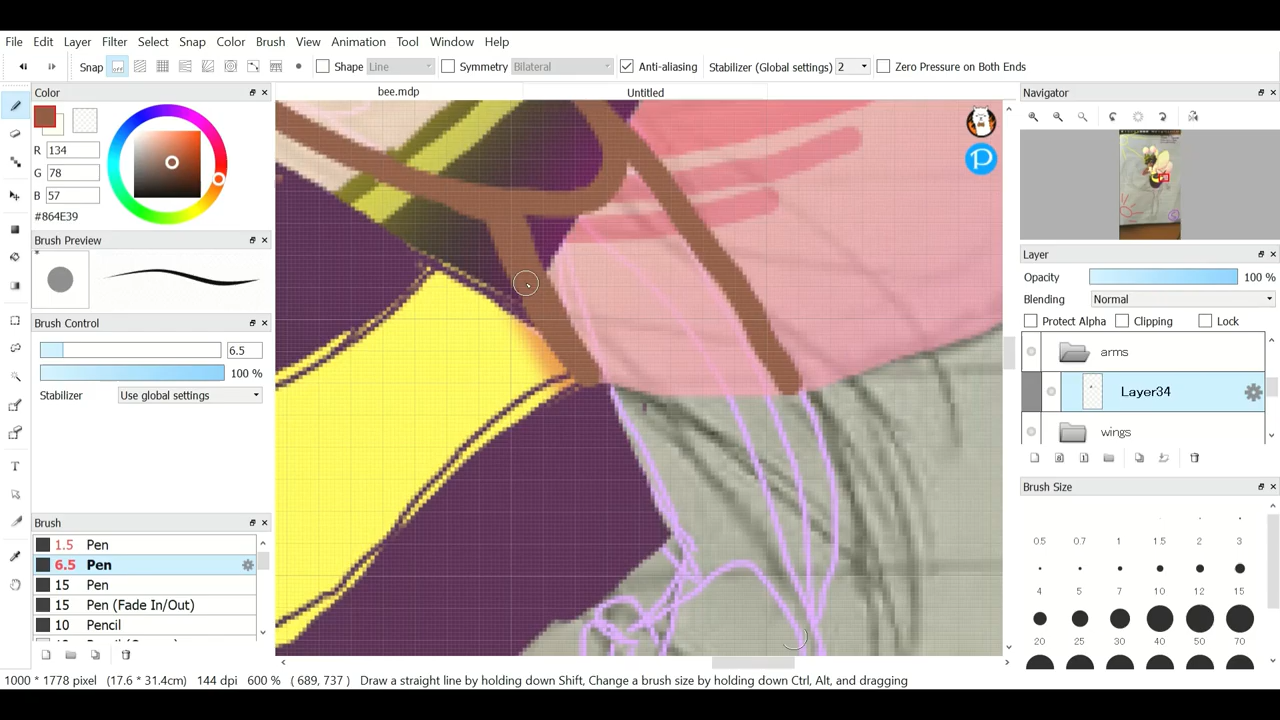 File Edit Layer Filter Select Snap Color Brush View Animation Tool Window Help
Snap Shape Line Symmetry Bilateral Anti-aliasing Stabilizer (Global settings) 2 Zero Pressure on Both Ends
Color
R 134
G 78
B 57
#864E39
Brush Preview
*
Brush Control
6.5
100 %
Stabilizer Use global settings
Brush
1.5 Pen
6.5 Pen
15 Pen
15 Pen (Fade In/Out)
10 Pencil
bee.mdp Untitled
P
Navigator
Layer
Opacity 100 %
Blending Normal
Protect Alpha Clipping Lock
arms
Layer34
wings
Brush Size
0.5 0.7 1 1.5 2 3
4 5 7 10 12 15
20 25 30 40 50 70
1000 * 1778 pixel (17.6 * 31.4cm) 144 dpi 600 % ( 689, 737 ) Draw a straight line by holding down Shift, Change a brush size by holding down Ctrl, Alt, and dragging